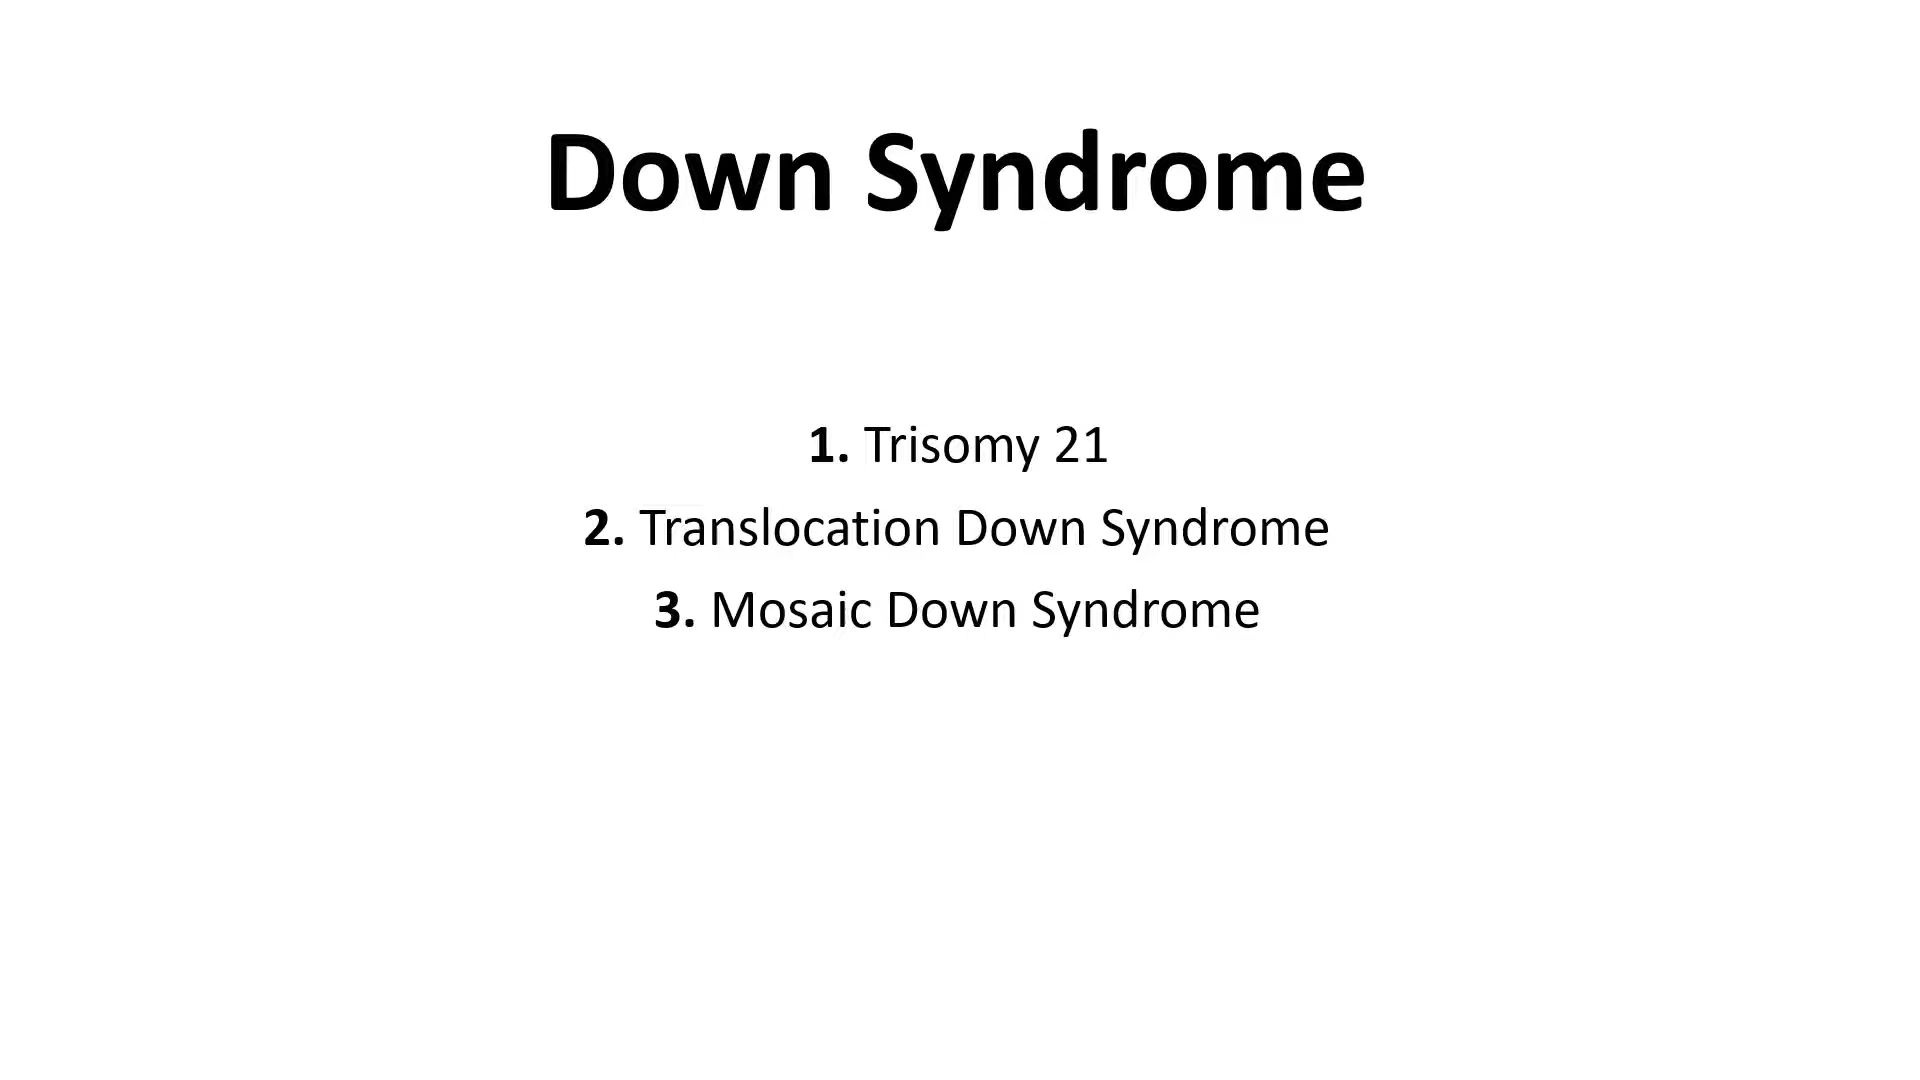 Down Syndrome
1. Trisomy 21
2. Translocation Down Syndrome
3. Mosaic Down Syndrome